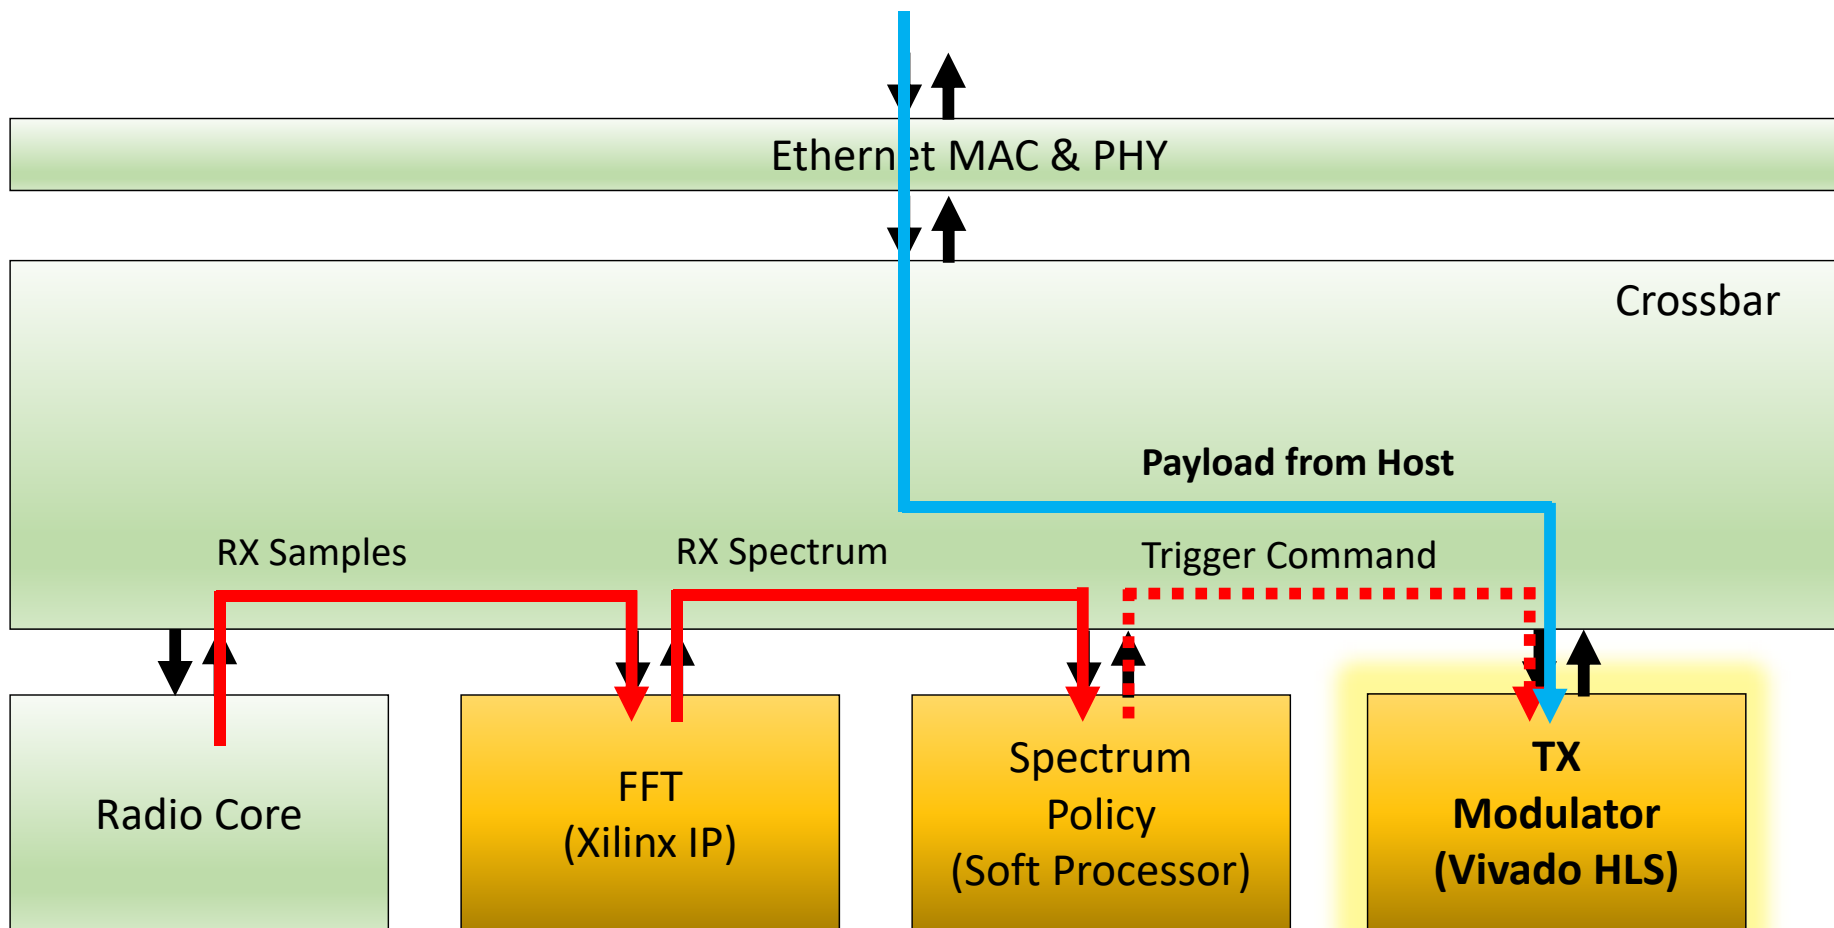 Ethernet MAC & PHY
Crossbar
Payload from Host
RX Samples
RX Spectrum
Trigger Command
Radio Core
FFT
(Xilinx IP)
Spectrum
Policy
(Soft Processor)
TX
Modulator
(Vivado HLS)